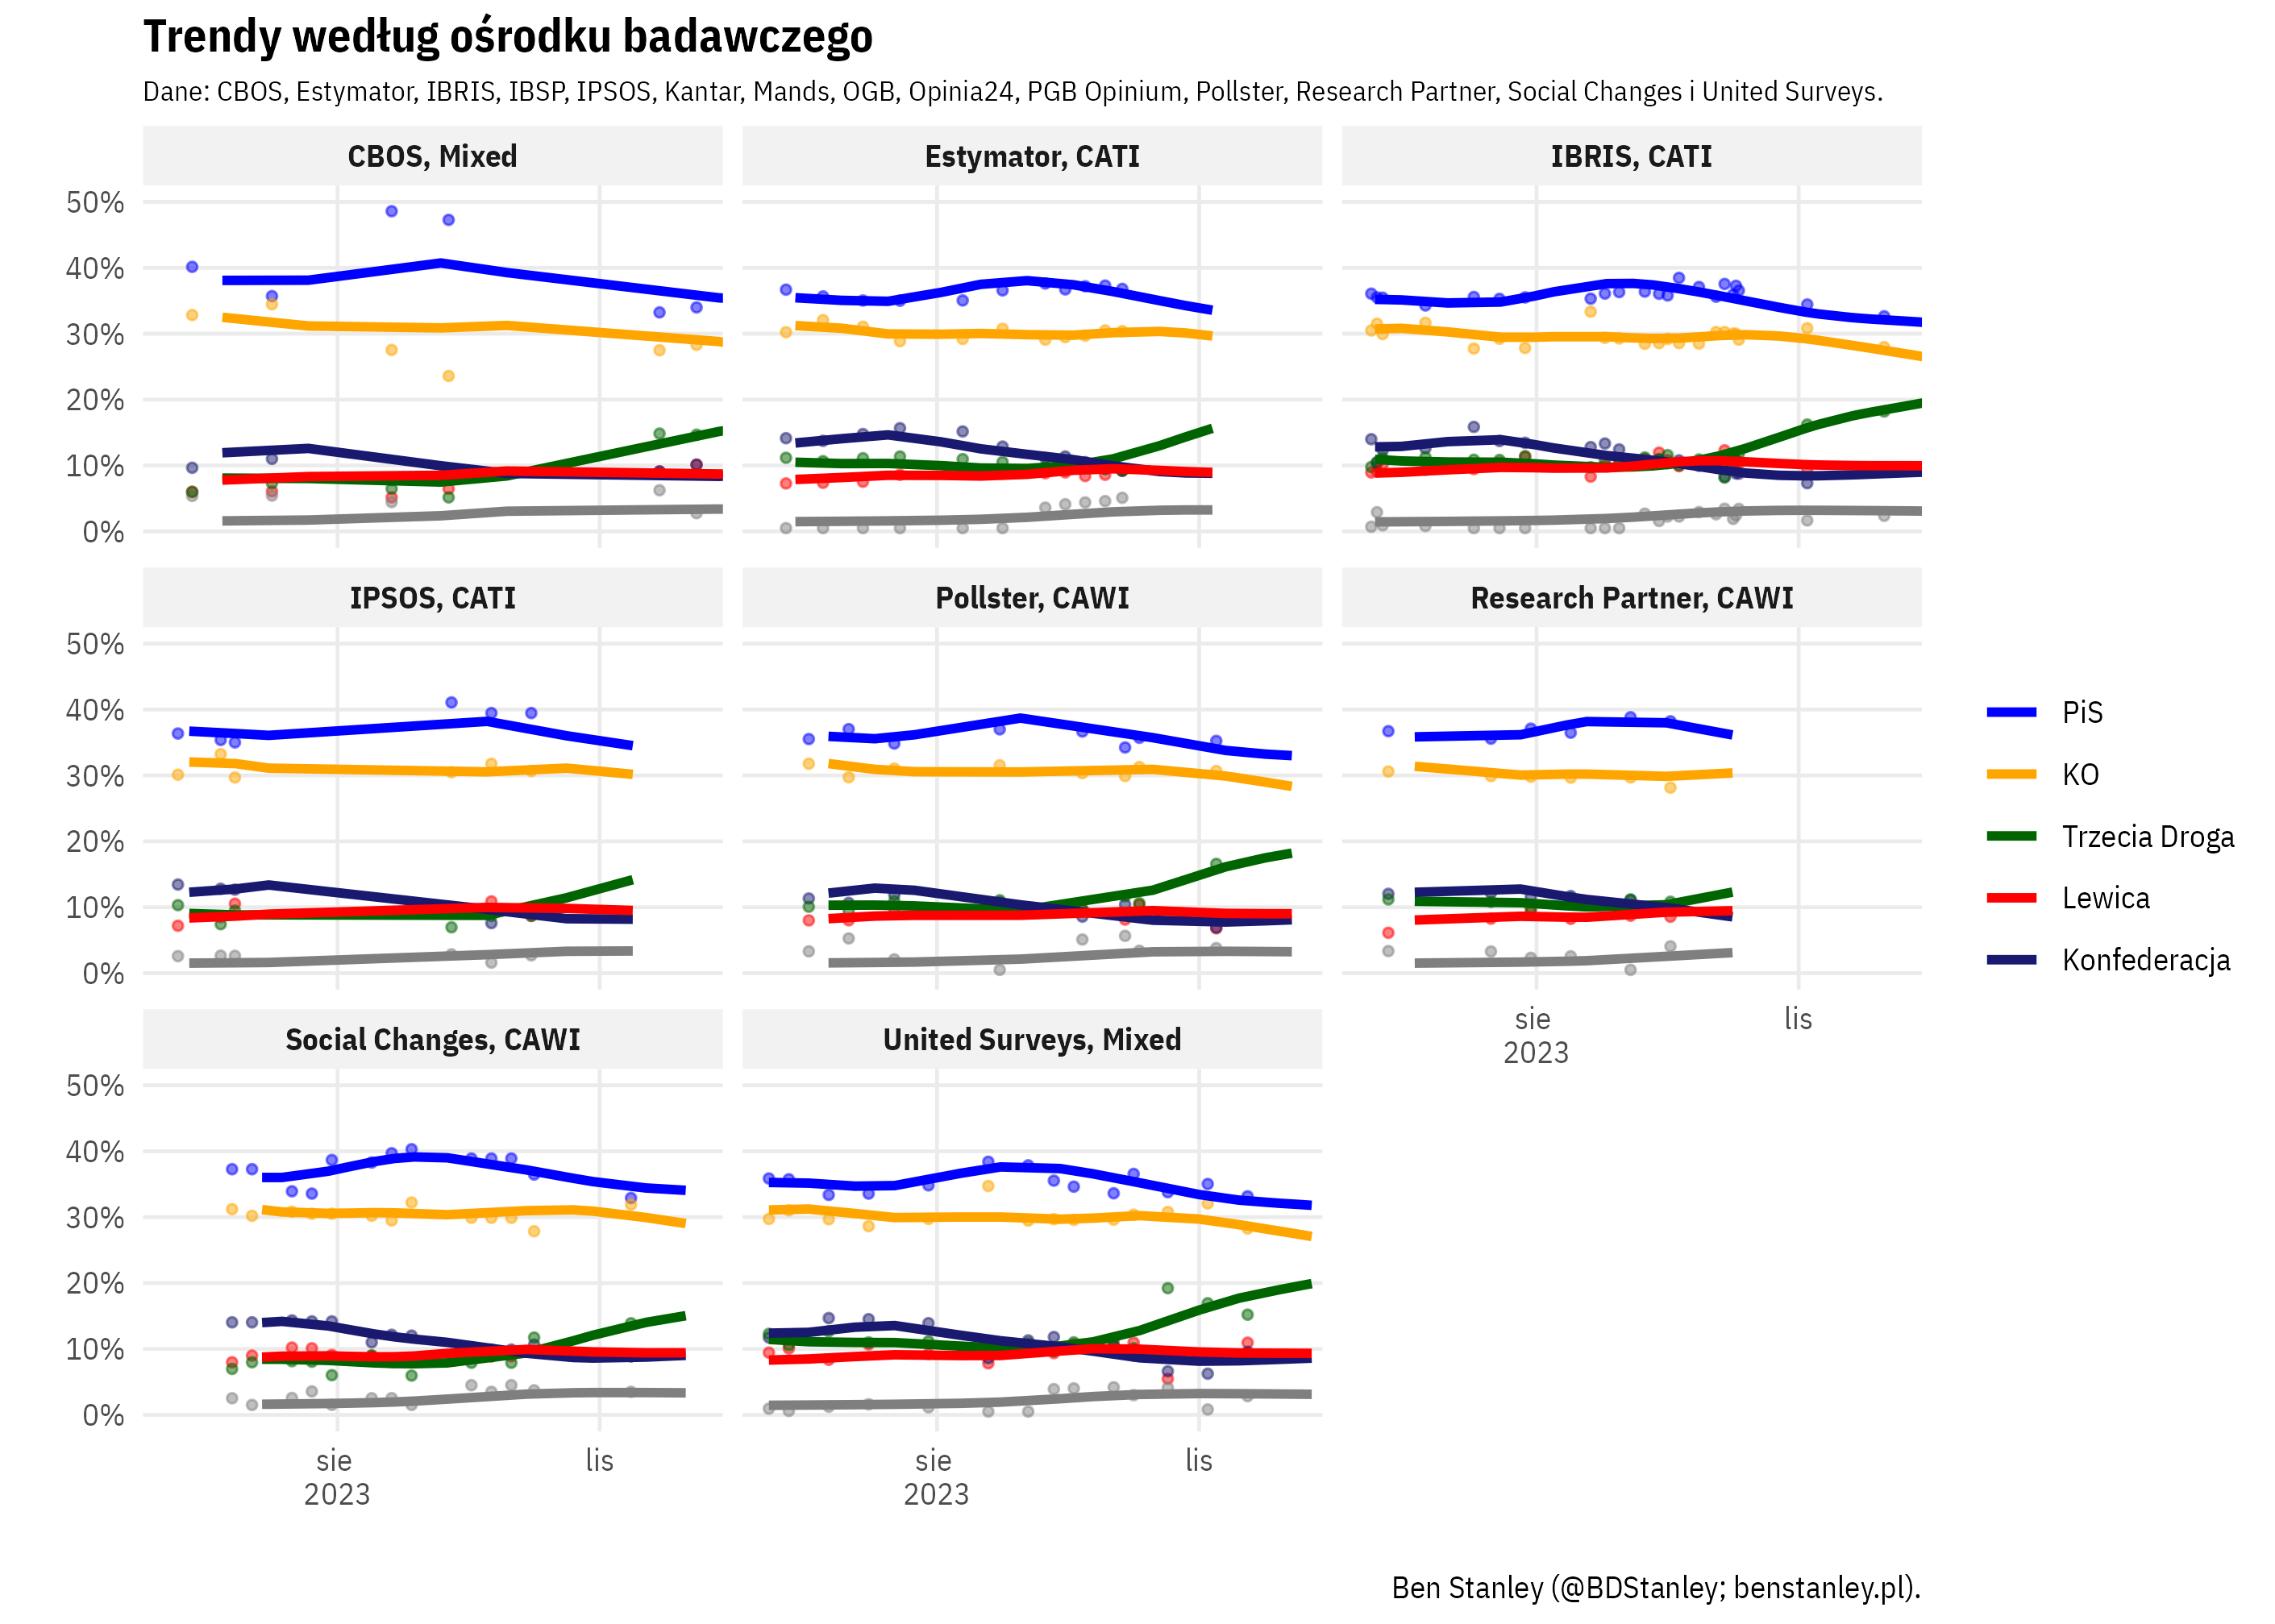 Trendy według ośrodku badawczego
Dane: CBOS, Estymator, IBRIS, IBSP, IPSOS, Kantar, Mands, OGB, Opinia24, PGB Opinium, Pollster, Research Partner, Social Changes i United Surveys.
CBOS, Mixed
Estymator, CATI
IBRIS, CATI
50%
40%
30%
20%
10%
0%
IPSOS, CATI
Pollster, CAWI
Research Partner, CAWI
50%
40%
30%
20%
10%
0%
sie
2023
lis
PiS
KO
Trzecia Droga
Lewica
Konfederacja
Social Changes, CAWI
United Surveys, Mixed
50%
40%
30%
20%
10%
0%
sie
2023
lis
sie
2023
lis
Ben Stanley (@BDStanley; benstanley.pl).